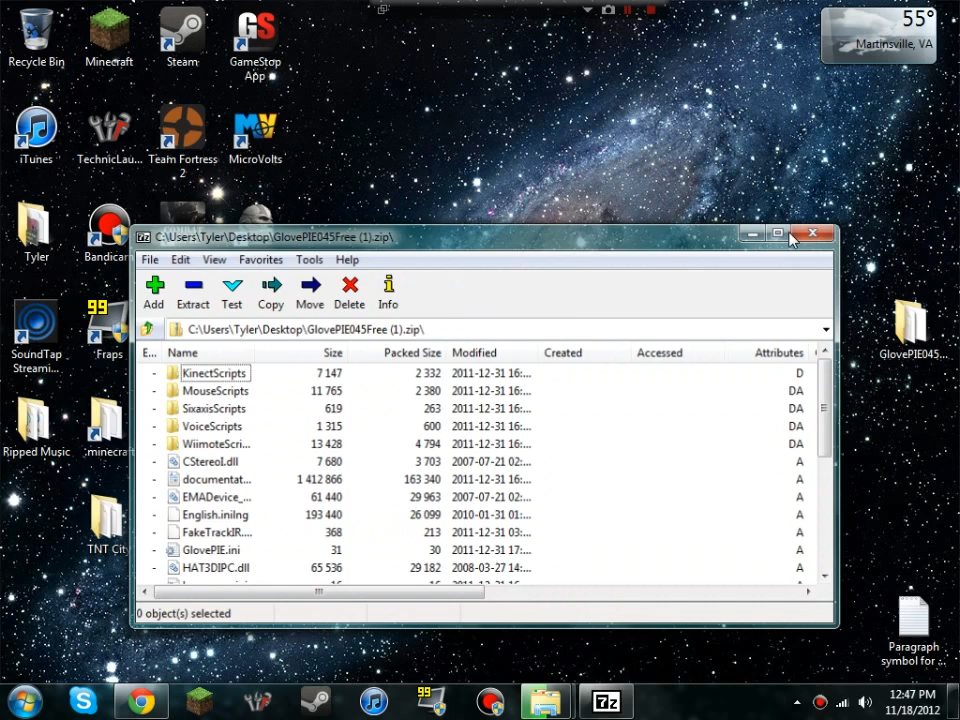 55°
Martinsville, VA
Recycle Bin
Minecraft
Steam
GameStop
App
iTunes
TechnicLau...
Team Fortress
2
MicroVolts
Tyler
Bandicam
SoundTap
Streami...
99
Fraps
Ripped Music
.minecra
TNT City
GlovePIE045...
Paragraph
symbol for ...
7z C:\Users\Tyler\Desktop\GlovePIE045Free (1).zip\
File Edit View Favorites Tools Help
Add Extract Test Copy Move Delete Info
C:\Users\Tyler\Desktop\GlovePIE045Free (1).zip\
E... Name Size Packed Size Modified Created Accessed Attributes
- KinectScripts 7 147 2 332 2011-12-31 16:... D
- MouseScripts 11 765 2 380 2011-12-31 16:... DA
- SixaxisScripts 619 263 2011-12-31 16:... DA
- VoiceScripts 1 315 600 2011-12-31 16:... DA
- WiimoteScri... 13 428 4 794 2011-12-31 16:... DA
- CStereoI.dll 7 680 3 703 2007-07-21 02:... A
- documentat... 1 412 866 163 340 2011-12-31 16:... A
- EMADevice_... 61 440 29 963 2007-07-21 02:... A
- English.inilng 193 440 26 099 2010-01-31 01:... A
- FakeTrackIR.... 368 213 2011-12-31 03:... A
- GlovePIE.ini 31 30 2011-12-31 17:... A
- HAT3DIPC.dll 65 536 29 182 2008-03-27 14:... A
0 object(s) selected
99
7z
12:47 PM
11/18/2012